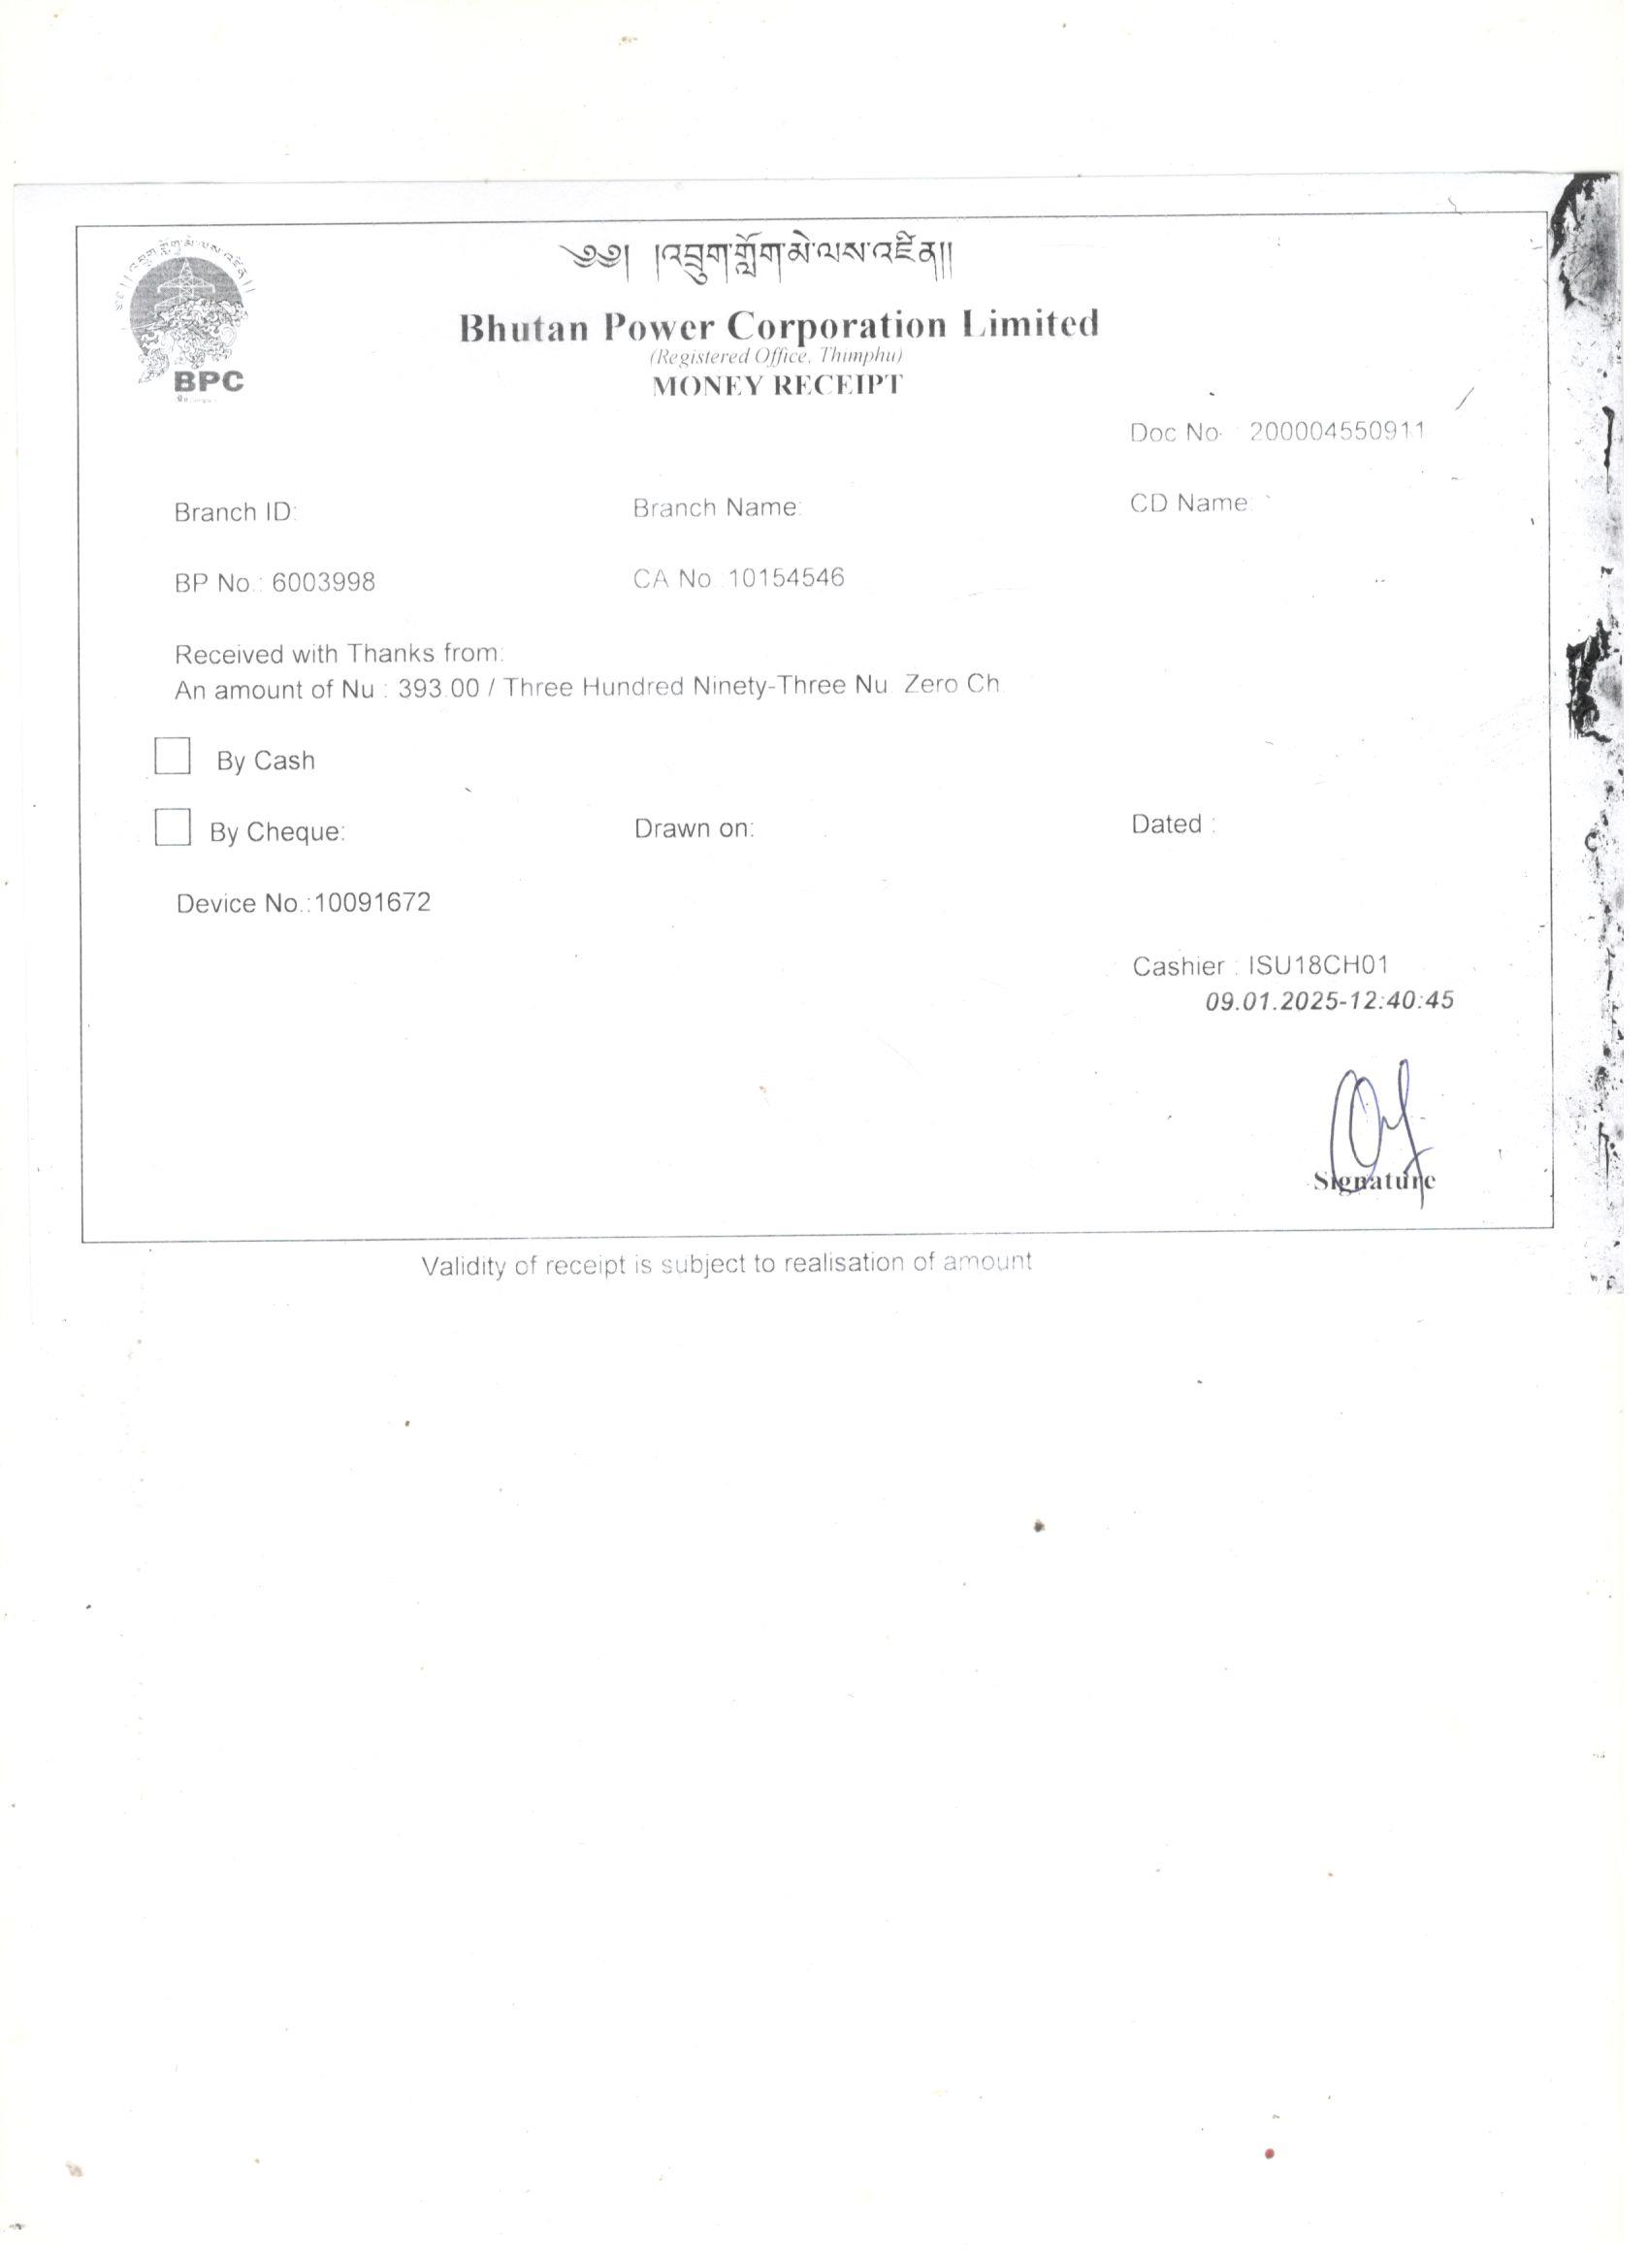 ༄༅། །འབྲུག་གློག་མེ་ལས་འཛིན།།
Bhutan Power Corporation Limited
(Registered Office, Thimphu)
MONEY RECEIPT
BPC
Doc No : 200004550911
Branch ID: Branch Name: CD Name:
BP No.: 6003998 CA No.:10154546
Received with Thanks from:
An amount of Nu : 393.00 / Three Hundred Ninety-Three Nu Zero Ch
By Cash
By Cheque: Drawn on: Dated :
Device No.:10091672
Cashier : ISU18CH01
09.01.2025-12:40:45
Signature
Validity of receipt is subject to realisation of amount